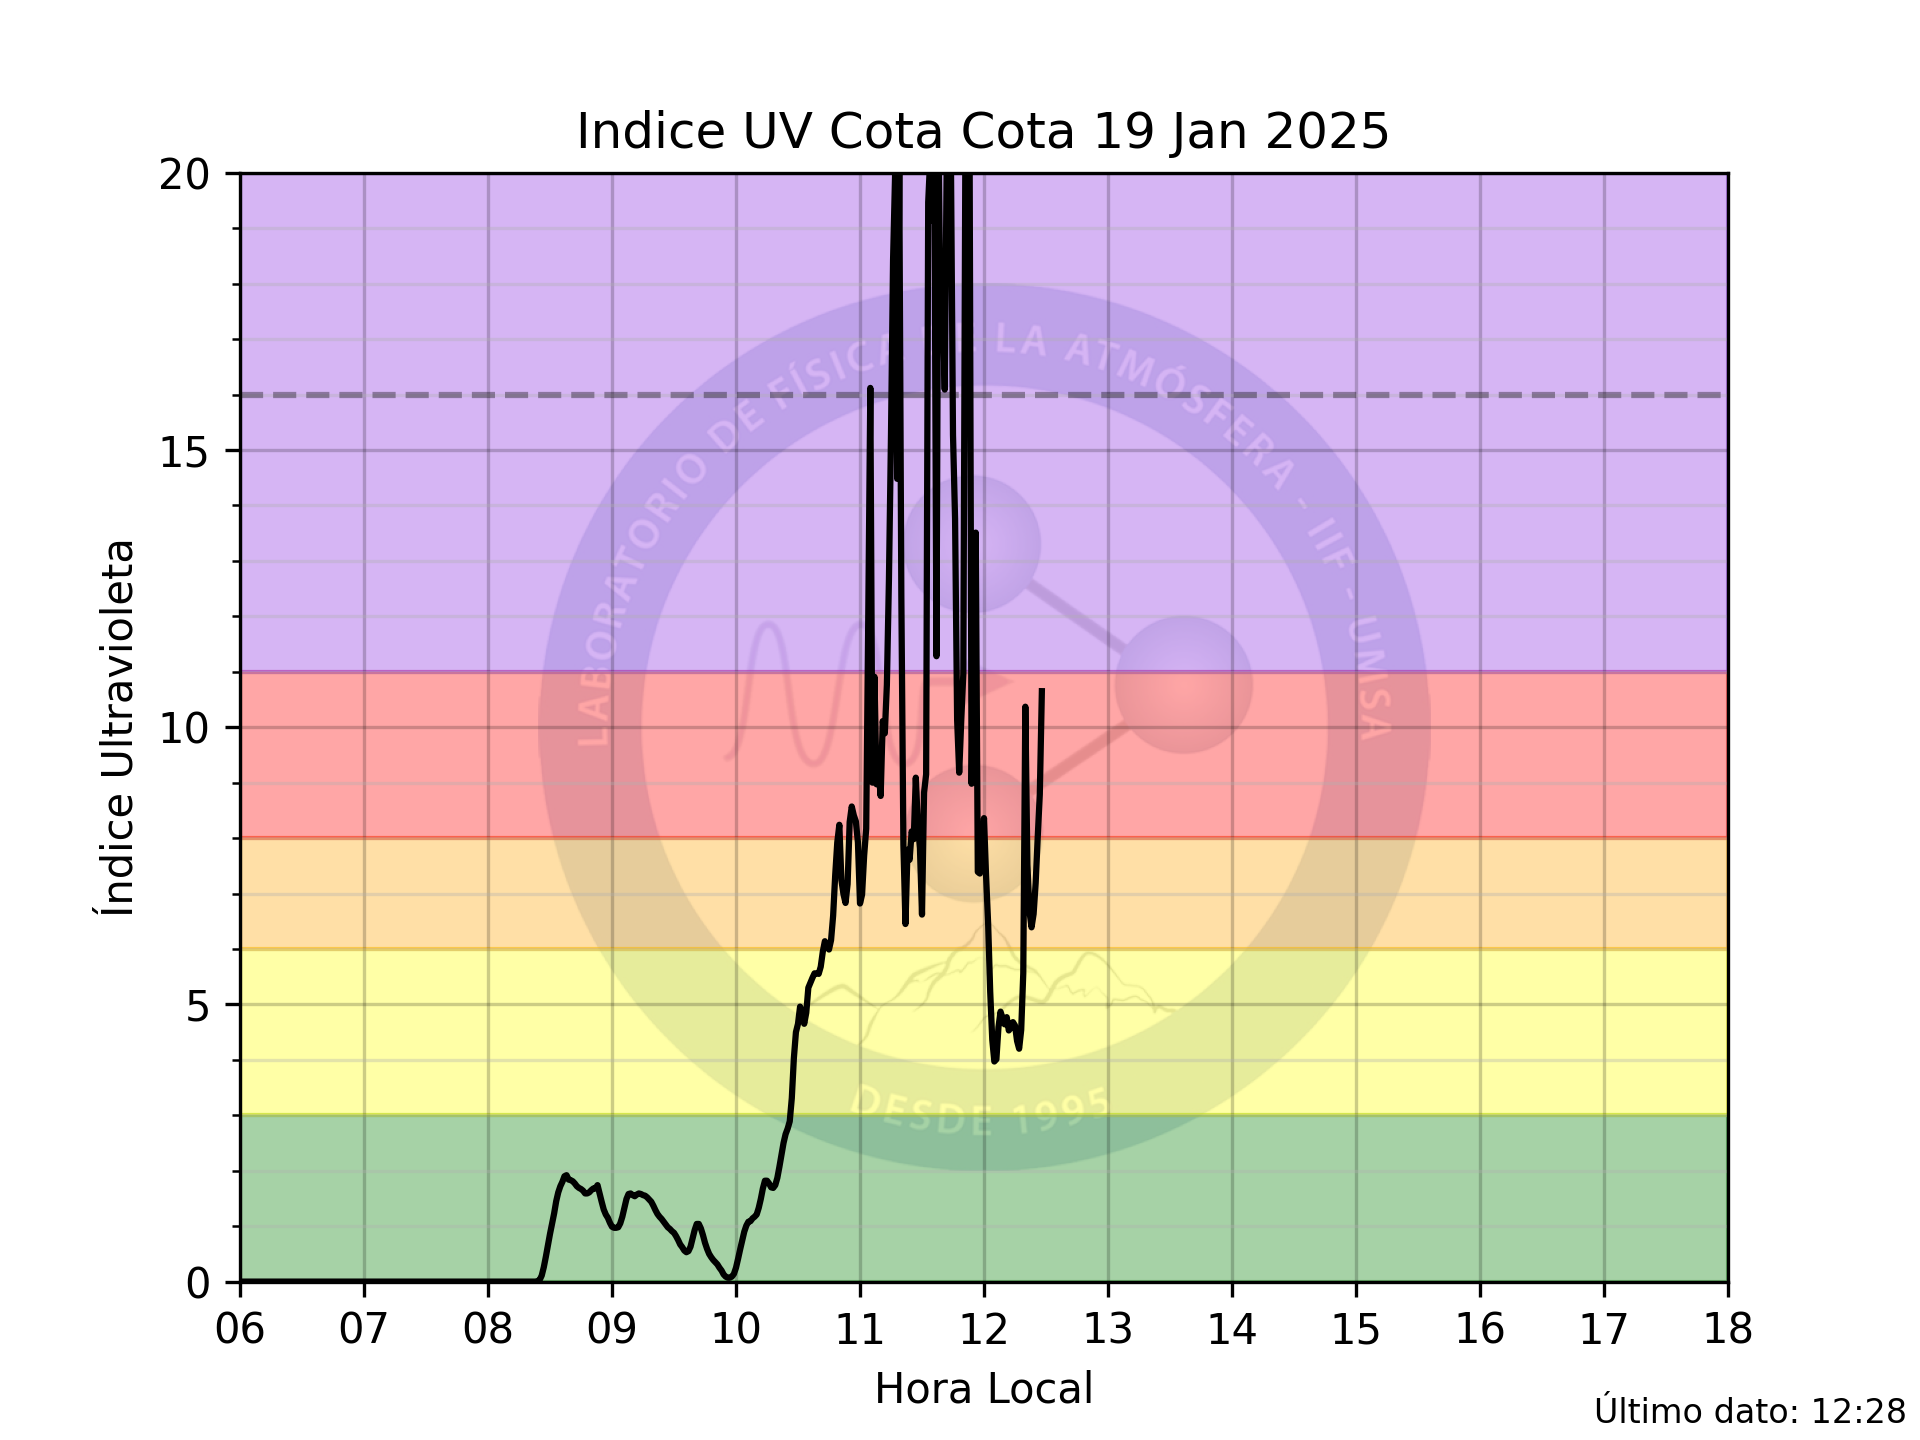 Indice UV Cota Cota 19 Jan 2025
20
15
10
5
0
Índice Ultravioleta
LABORATORIO DE FÍSICA LA ATMÓSFERA - IIF - UMSA
DESDE 1995
06 07 08 09 10 11 12 13 14 15 16 17 18
Hora Local
Último dato: 12:28